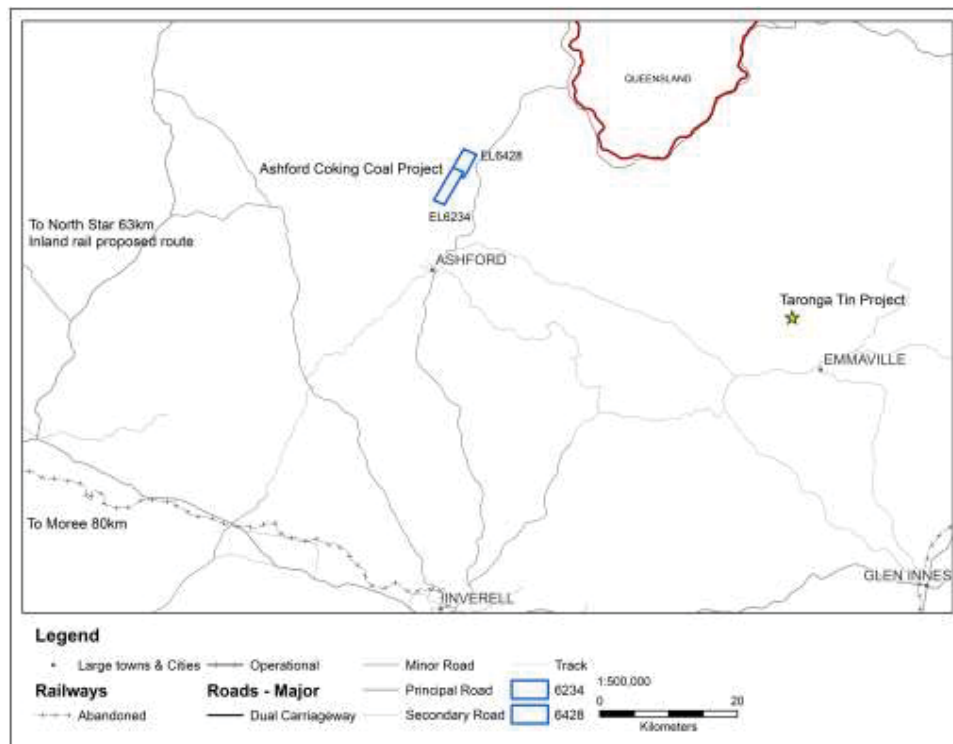 QUEENSLAND
EL6428
Ashford Coking Coal Project
EL6234
To North Star 63km
Inland rail proposed route
ASHFORD
Taronga Tin Project
EMMAVILLE
To Moree 80km
GLEN INNES
INVERELL
Legend
Large towns & Cities
Operational
Minor Road
Track
1:500,000
Railways
Roads - Major
Principal Road
6234
0 20
Abandoned
Dual Carriageway
Secondary Road
6428
Kilometers